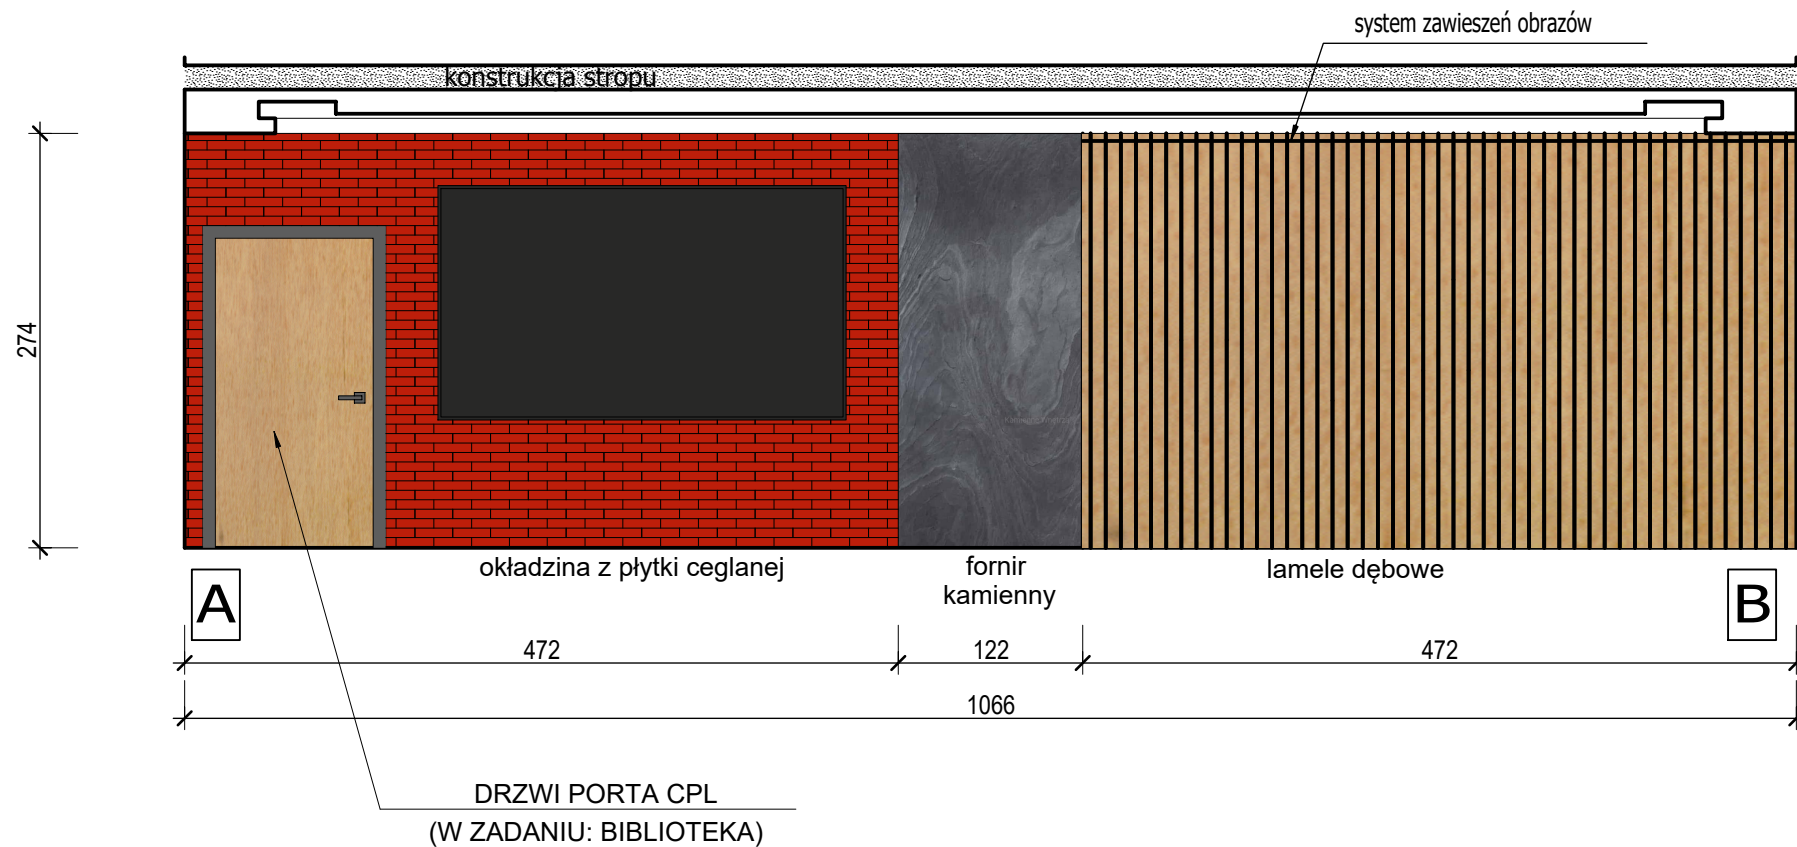 system zawieszeń obrazów
konstrukcja stropu
274
okładzina z płytki ceglanej
fornir
kamienny
lamele dębowe
A
B
472
122
472
1066
DRZWI PORTA CPL
(W ZADANIU: BIBLIOTEKA)